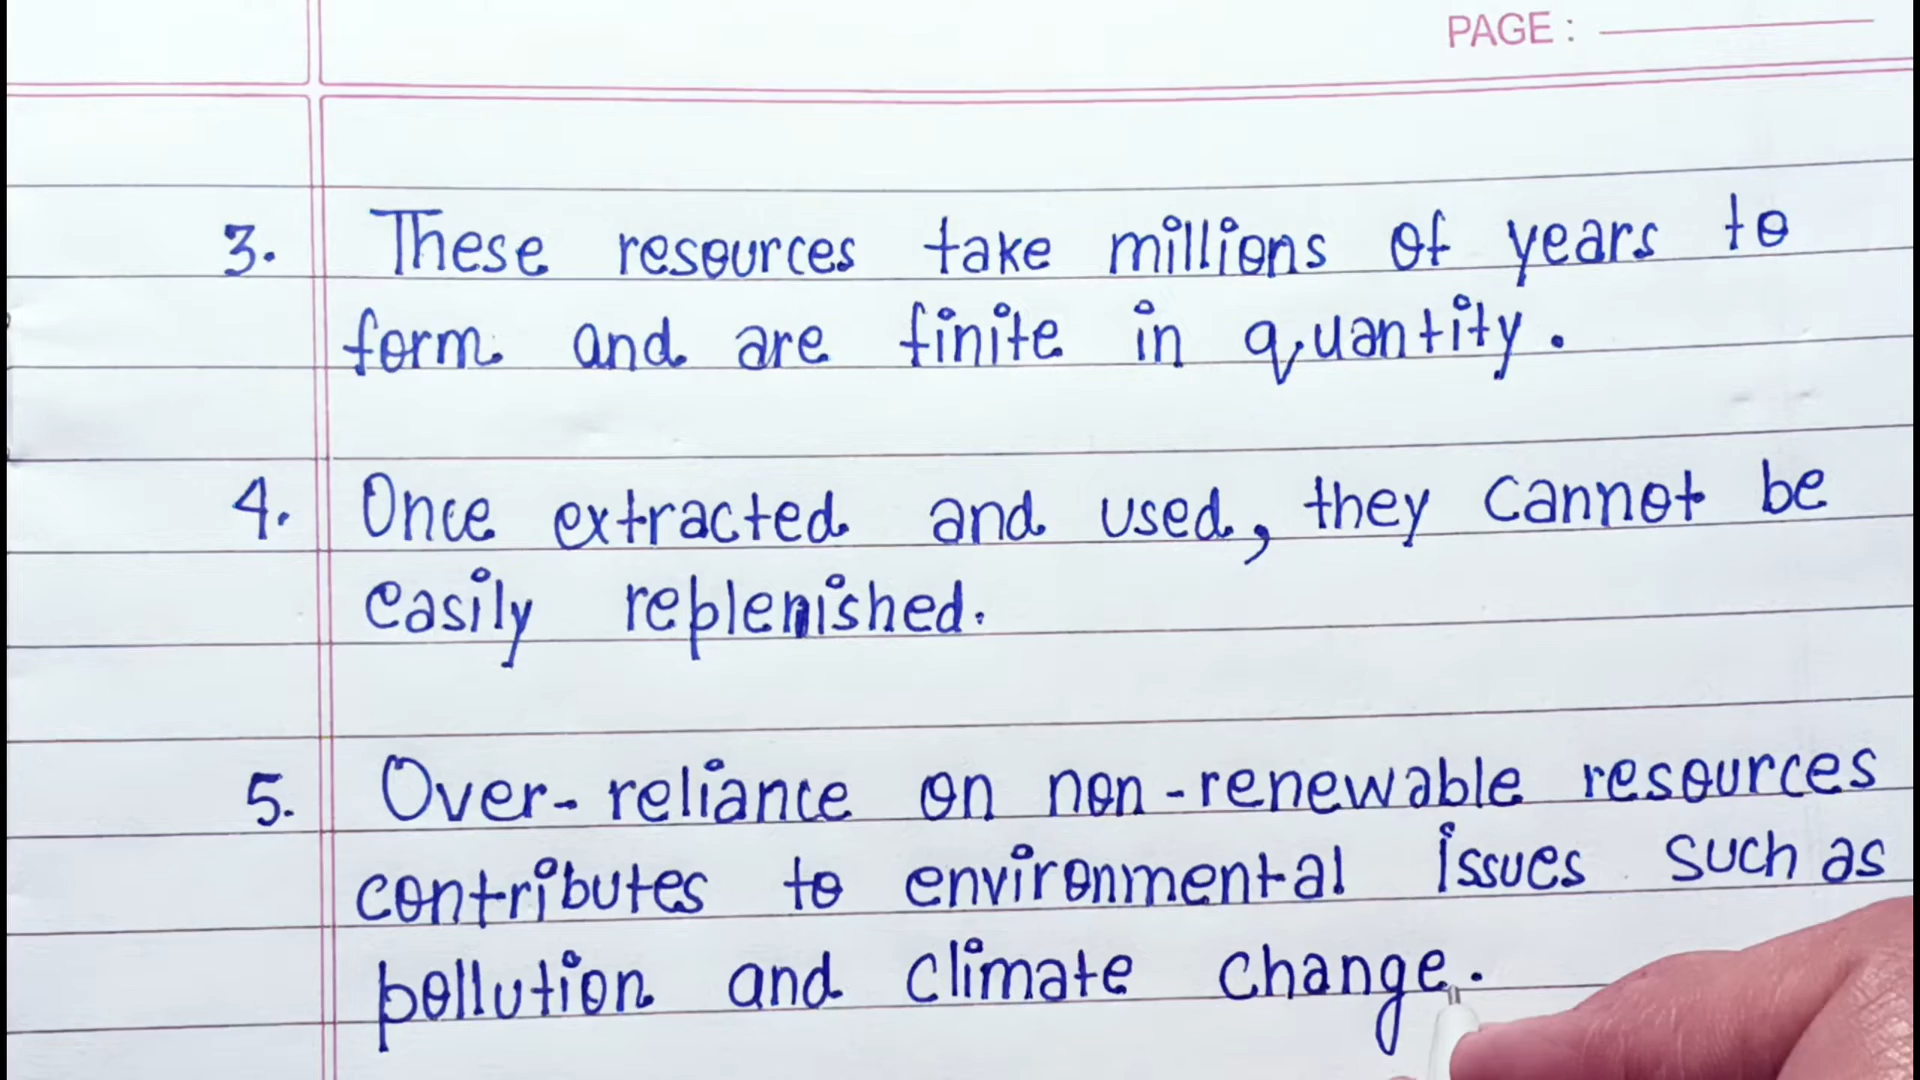 PAGE :
3. These resources take millions of years to
form and are finite in quantity.
4. Once extracted and used, they cannot be
easily replenished.
5. Over-reliance on non-renewable resources
contributes to environmental issues such as
pollution and climate change.